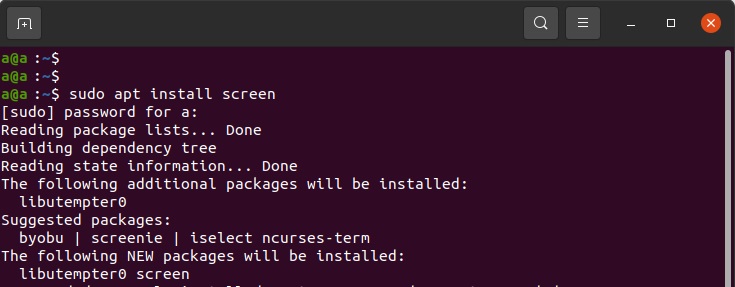 a@a :~$
a@a :~$
a@a :~$ sudo apt install screen
[sudo] password for a:
Reading package lists... Done
Building dependency tree
Reading state information... Done
The following additional packages will be installed:
  libutempter0
Suggested packages:
  byobu | screenie | iselect ncurses-term
The following NEW packages will be installed:
  libutempter0 screen